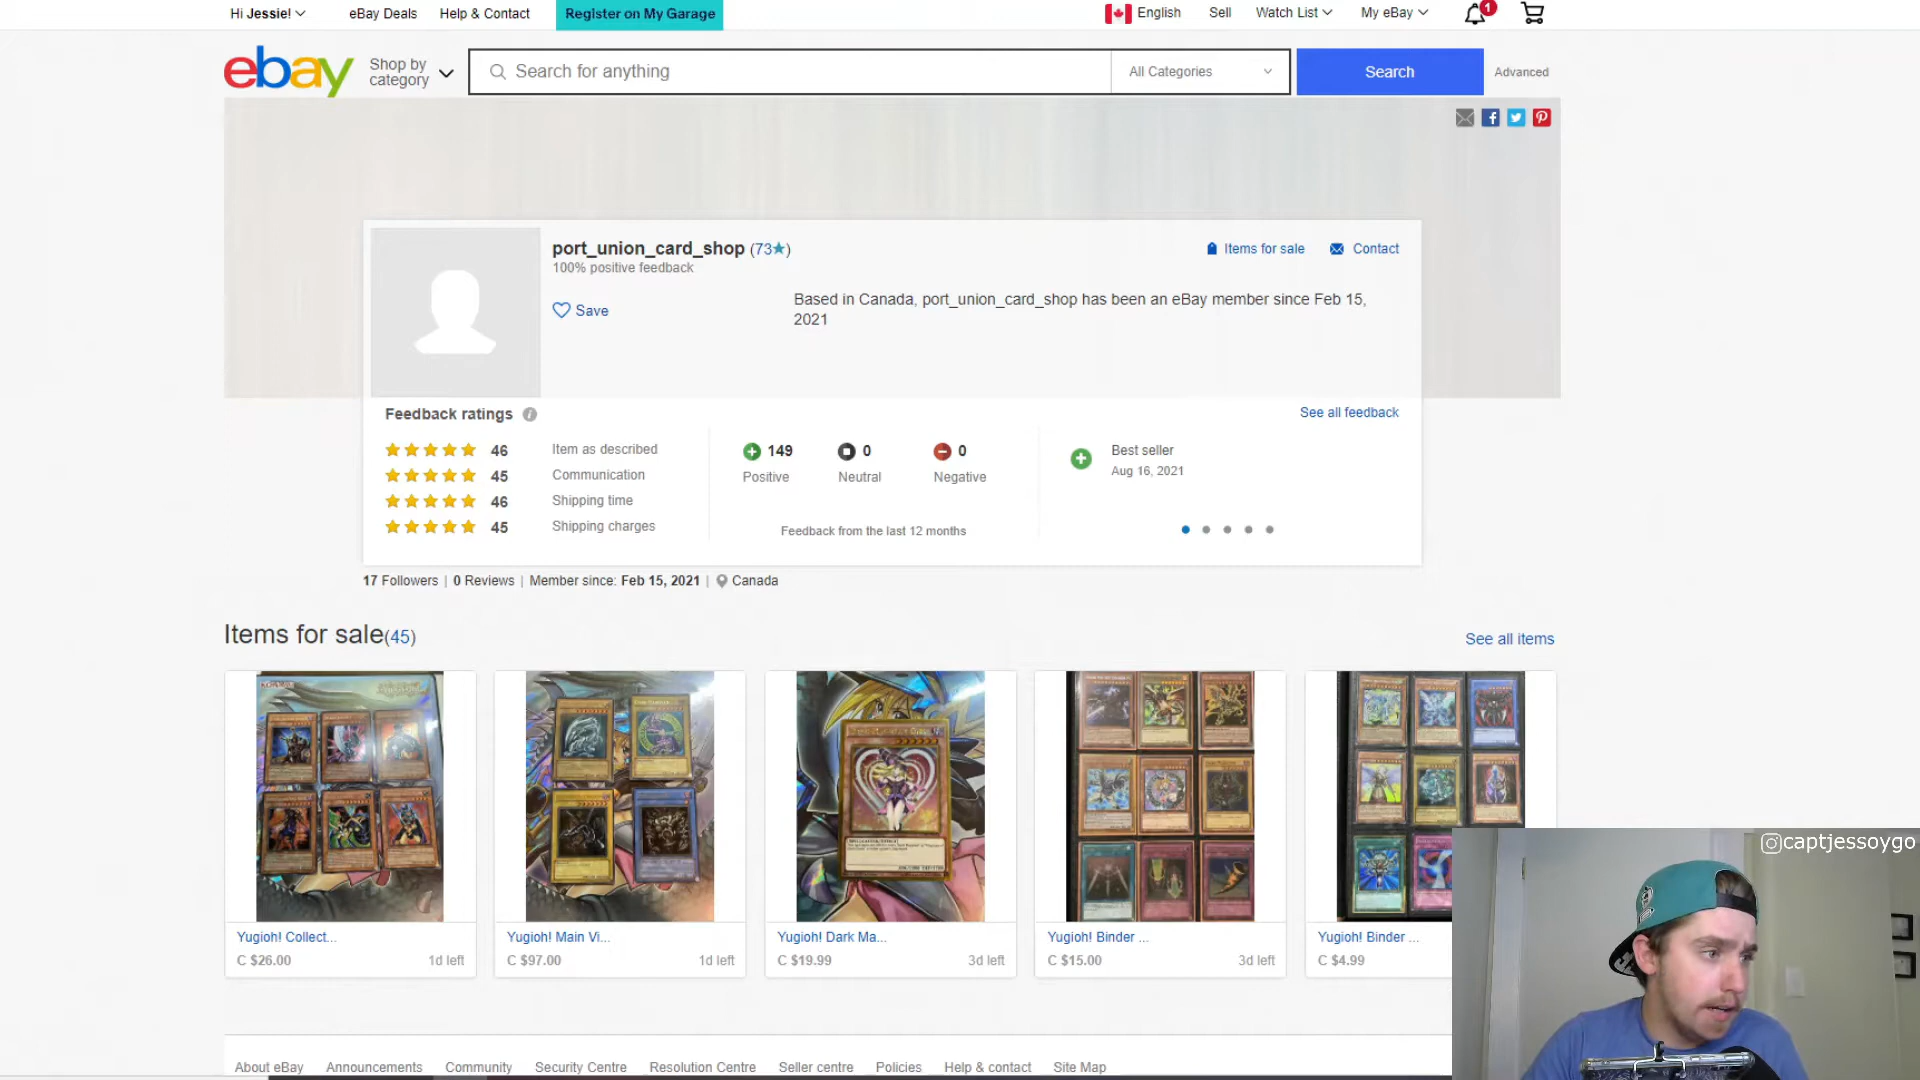 Hi Jessie!
eBay Deals
Help & Contact
Register on My Garage
English
Sell
Watch List
My eBay
1
ebay
Shop by
category
Search for anything
All Categories
Search
Advanced
port_union_card_shop (73★)
100% positive feedback
Save
Items for sale
Contact
Based in Canada, port_union_card_shop has been an eBay member since Feb 15,
2021
Feedback ratings
See all feedback
46 Item as described
45 Communication
46 Shipping time
45 Shipping charges
149
Positive
0
Neutral
0
Negative
Feedback from the last 12 months
Best seller
Aug 16, 2021
17 Followers | 0 Reviews | Member since: Feb 15, 2021 | Canada
Items for sale(45)
See all items
Yugioh! Collect...
C $26.00 1d left
Yugioh! Main Vi...
C $97.00 1d left
Yugioh! Dark Ma...
C $19.99 3d left
Yugioh! Binder ...
C $15.00 3d left
Yugioh! Binder ...
C $4.99
captjessoygo
About eBay
Announcements
Community
Security Centre
Resolution Centre
Seller centre
Policies
Help & contact
Site Map